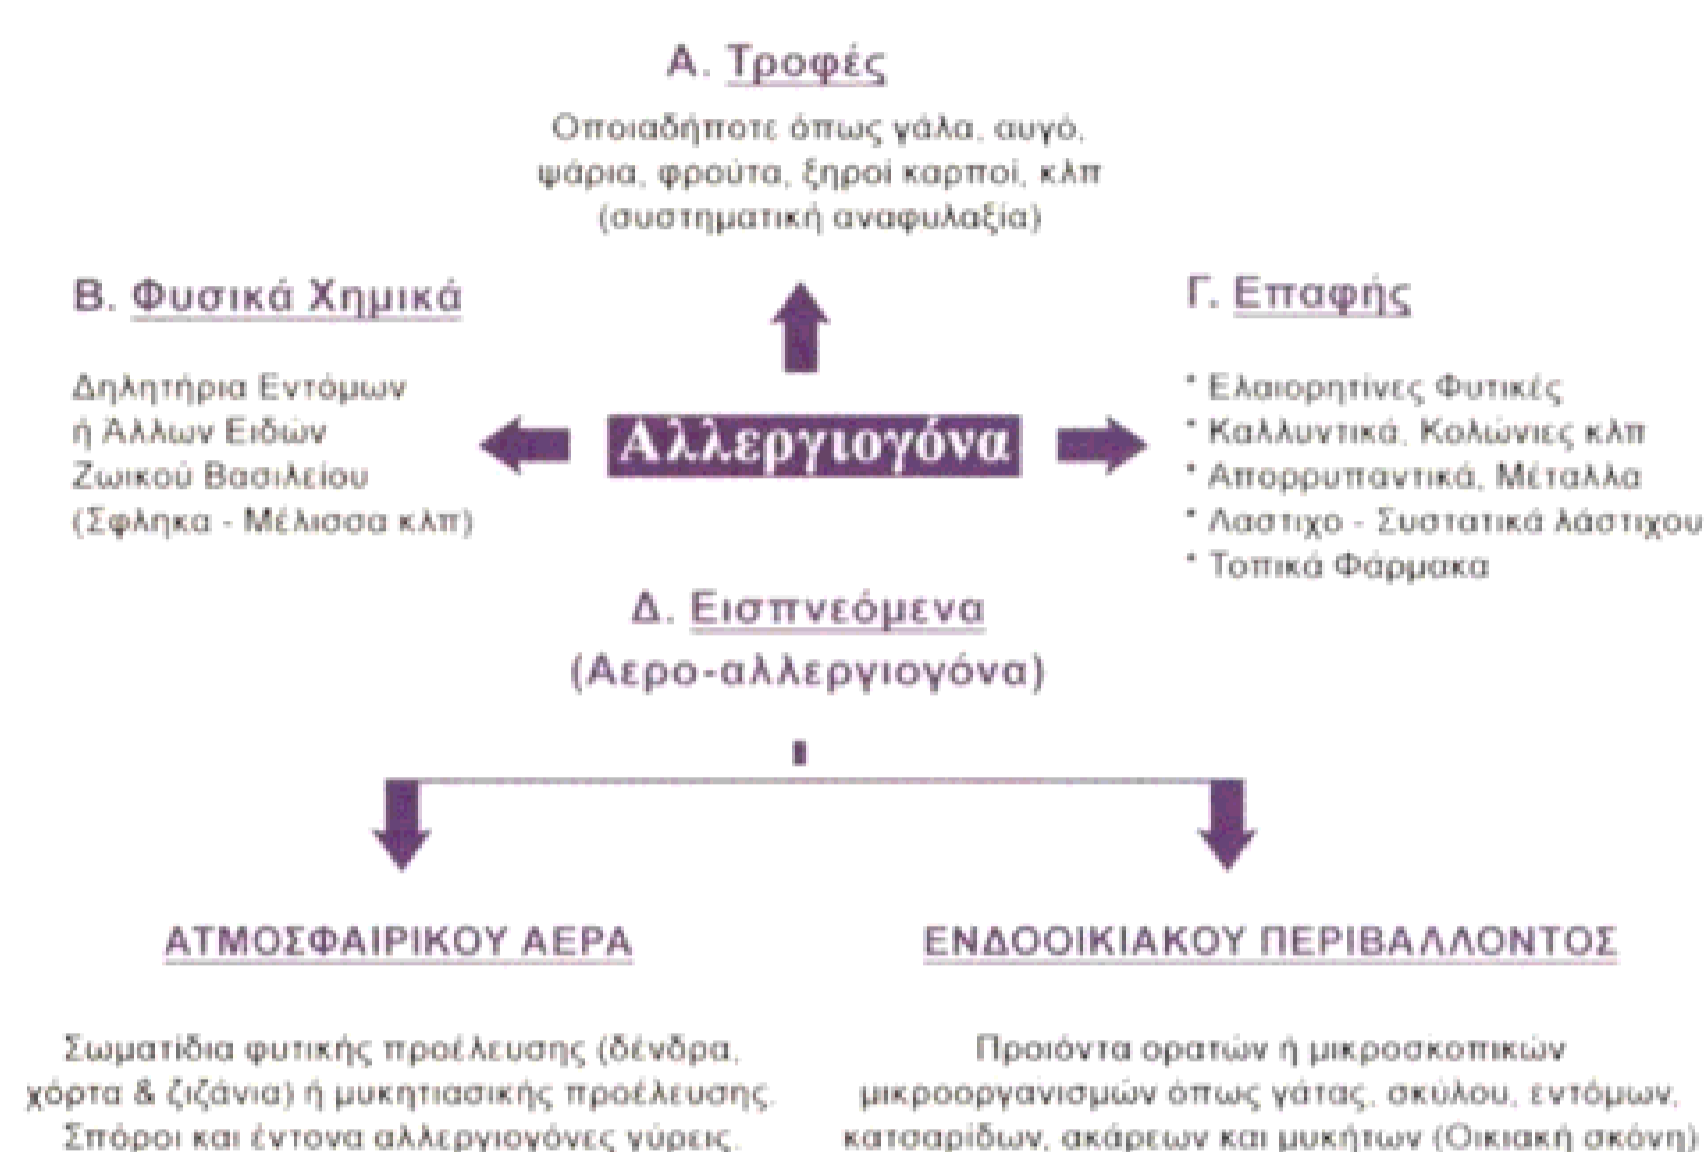 Α. Τροφές
Οποιαδήποτε όπως γάλα, αυγό,
ψάρια, φρούτα, ξηροί καρποί, κλπ
(συστηματική αναφυλαξία)
Β. Φυσικά Χημικά
Δηλητήρια Εντόμων
ή Άλλων Ειδών
Ζωικού Βασιλείου
(Σφληκα - Μέλισσα κλπ)
Αλλεργιογόνα
Γ. Επαφής
* Ελαιορητίνες Φυτικές
* Καλλυντικά, Κολώνιες κλπ
* Απορρυπαντικά, Μέταλλα
* Λαστιχο - Συστατικά λάστιχου
* Τοπικά Φάρμακα
Δ. Εισπνεόμενα
(Αερο-αλλεργιογόνα)
ΑΤΜΟΣΦΑΙΡΙΚΟΥ ΑΕΡΑ
Σωματίδια φυτικής προέλευσης (δένδρα,
χόρτα & ζιζάνια) ή μυκητιασικής προέλευσης.
Σπόροι και έντονα αλλεργιογόνες γύρεις.
ΕΝΔΟΟΙΚΙΑΚΟΥ ΠΕΡΙΒΑΛΛΟΝΤΟΣ
Προιόντα ορατών ή μικροσκοπικών
μικροοργανισμών όπως γάτας, σκύλου, εντόμων,
κατσαρίδων, ακάρεων και μυκήτων (Οικιακή σκόνη)